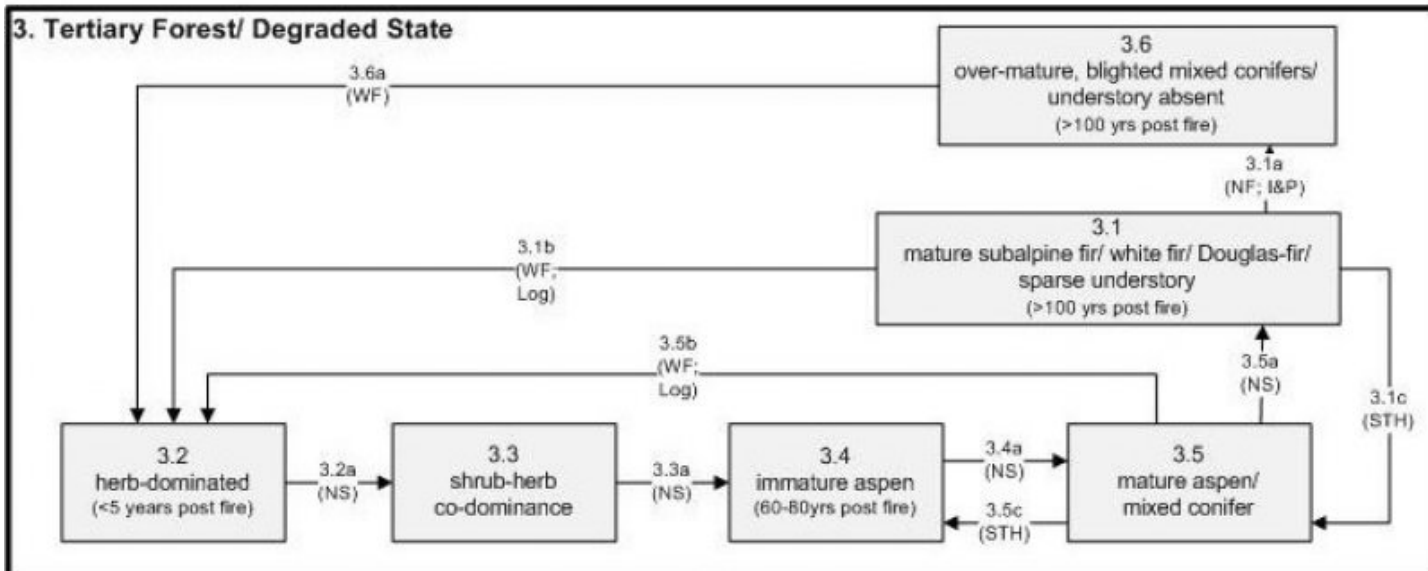 3. Tertiary Forest/ Degraded State
3.6
over-mature, blighted mixed conifers/
understory absent
(>100 yrs post fire)
3.6a
(WF)
3.1a
(NF; I&P)
3.1
mature subalpine fir/ white fir/ Douglas-fir/
sparse understory
(>100 yrs post fire)
3.1b
(WF;
Log)
3.5b
(WF;
Log)
3.5a
(NS)
3.1c
(STH)
3.2
herb-dominated
(<5 years post fire)
3.2a
(NS)
3.3
shrub-herb
co-dominance
3.3a
(NS)
3.4
immature aspen
(60-80yrs post fire)
3.4a
(NS)
3.5c
(STH)
3.5
mature aspen/
mixed conifer